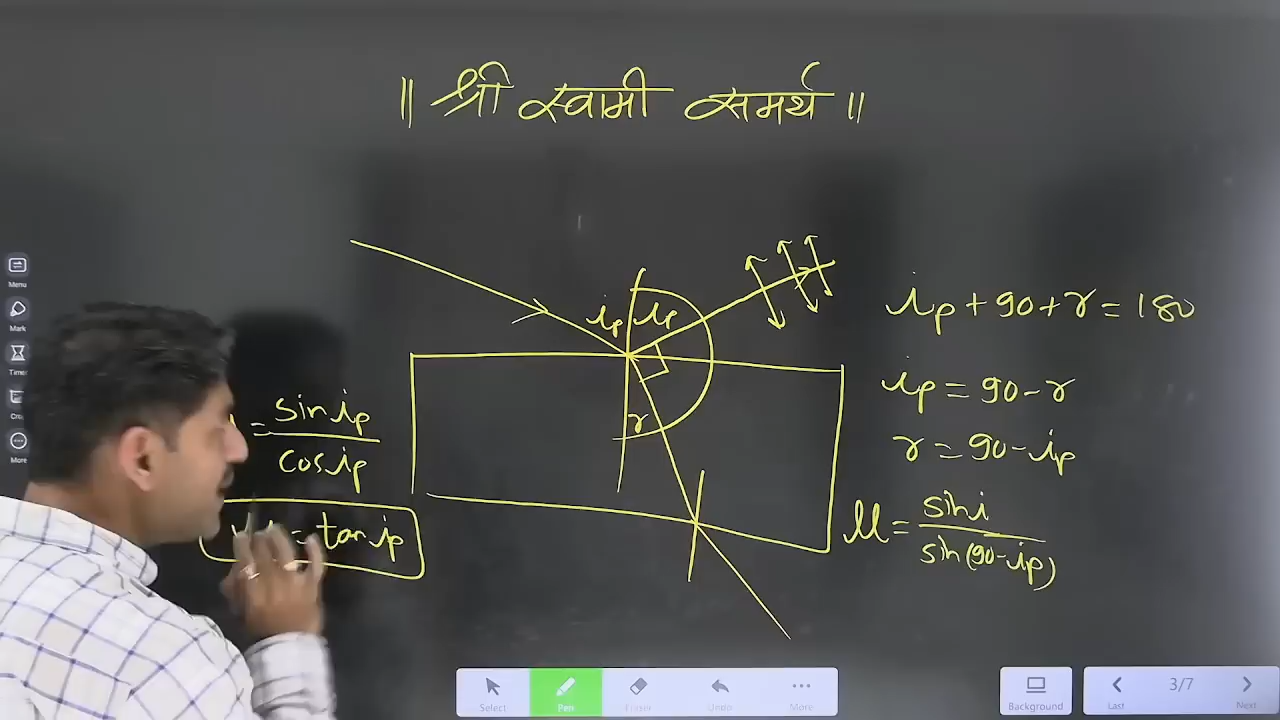 ॥ श्री स्वामी समर्थ ॥
ip ip
r
ip + 90 + r = 180
ip = 90 - r
r = 90 - ip
μ = sin i / sin(90 - ip)
= sin ip / cos ip
= tan ip
Menu
Mark
Timer
More
Select
Pen
Eraser
Undo
More
Background
Last
3/7
Next